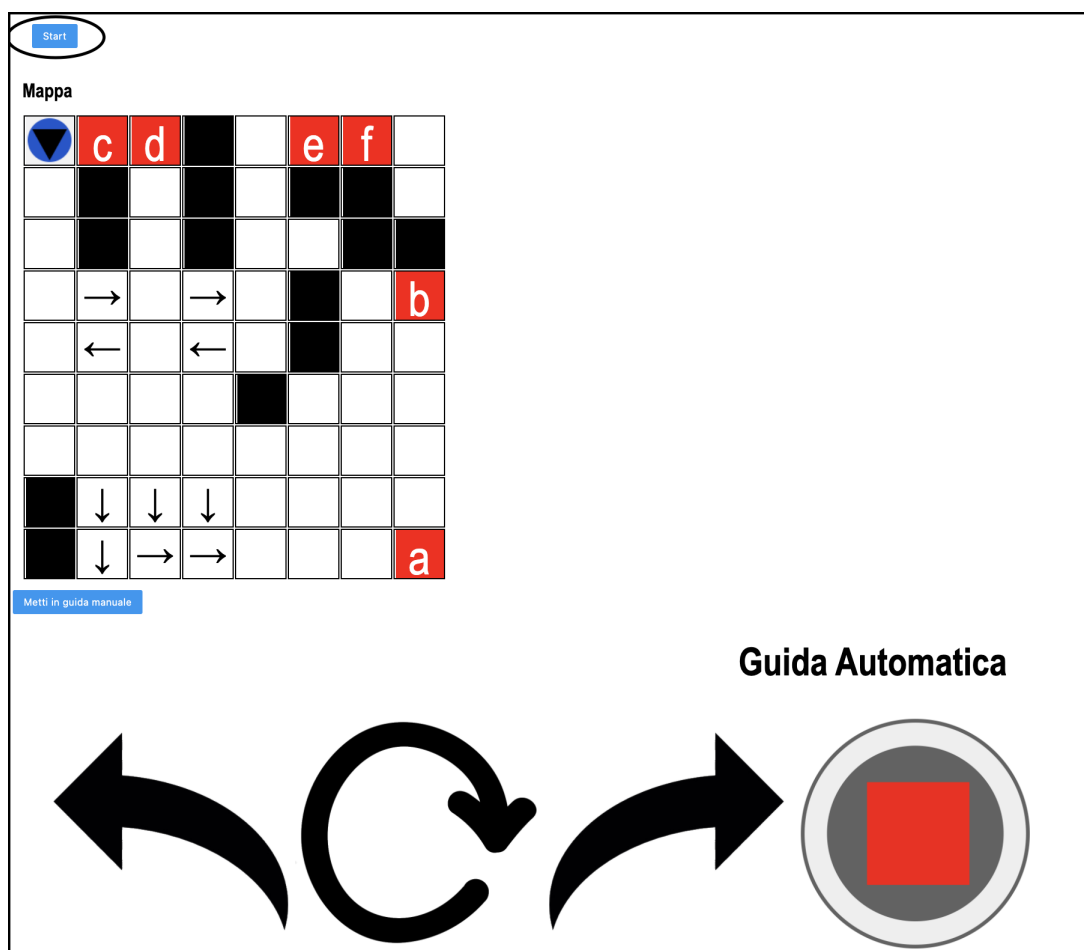 Start
Mappa
c d e f
→ → b
← ←
↓ ↓ ↓
↓ → → a
Metti in guida manuale
Guida Automatica